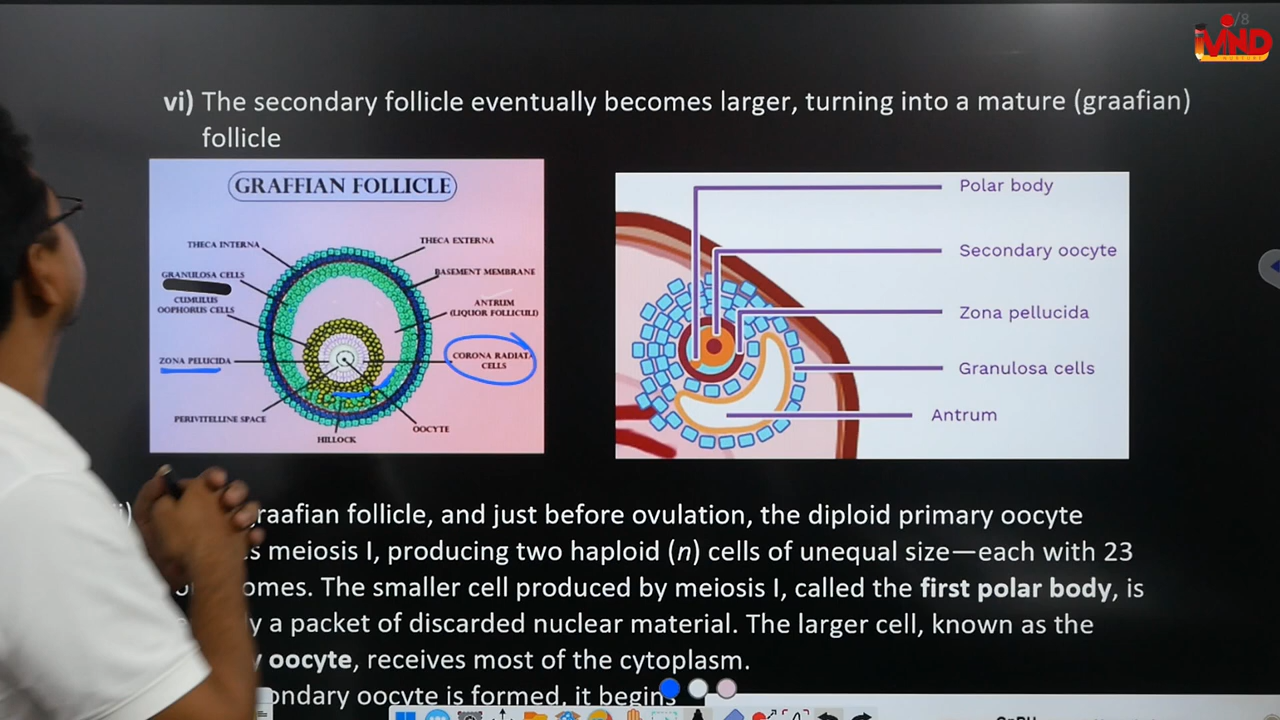 /8
MIND
vi) The secondary follicle eventually becomes larger, turning into a mature (graafian)
follicle
GRAFFIAN FOLLICLE
THECA INTERNA
THECA EXTERNA
GRANULOSA CELLS
BASEMENT MEMBRANE
CUMULUS
OOPHORUS CELLS
ANTRUM
(LIQUOR FOLLICULI)
ZONA PELUCIDA
CORONA RADIAT
CELLS
PERIVITELLINE SPACE
HILLOCK
OOCYTE
Polar body
Secondary oocyte
Zona pellucida
Granulosa cells
Antrum
raafian follicle, and just before ovulation, the diploid primary oocyte
s meiosis I, producing two haploid (n) cells of unequal size—each with 23
omes. The smaller cell produced by meiosis I, called the first polar body, is
y a packet of discarded nuclear material. The larger cell, known as the
y oocyte, receives most of the cytoplasm.
ondary oocyte is formed, it begins